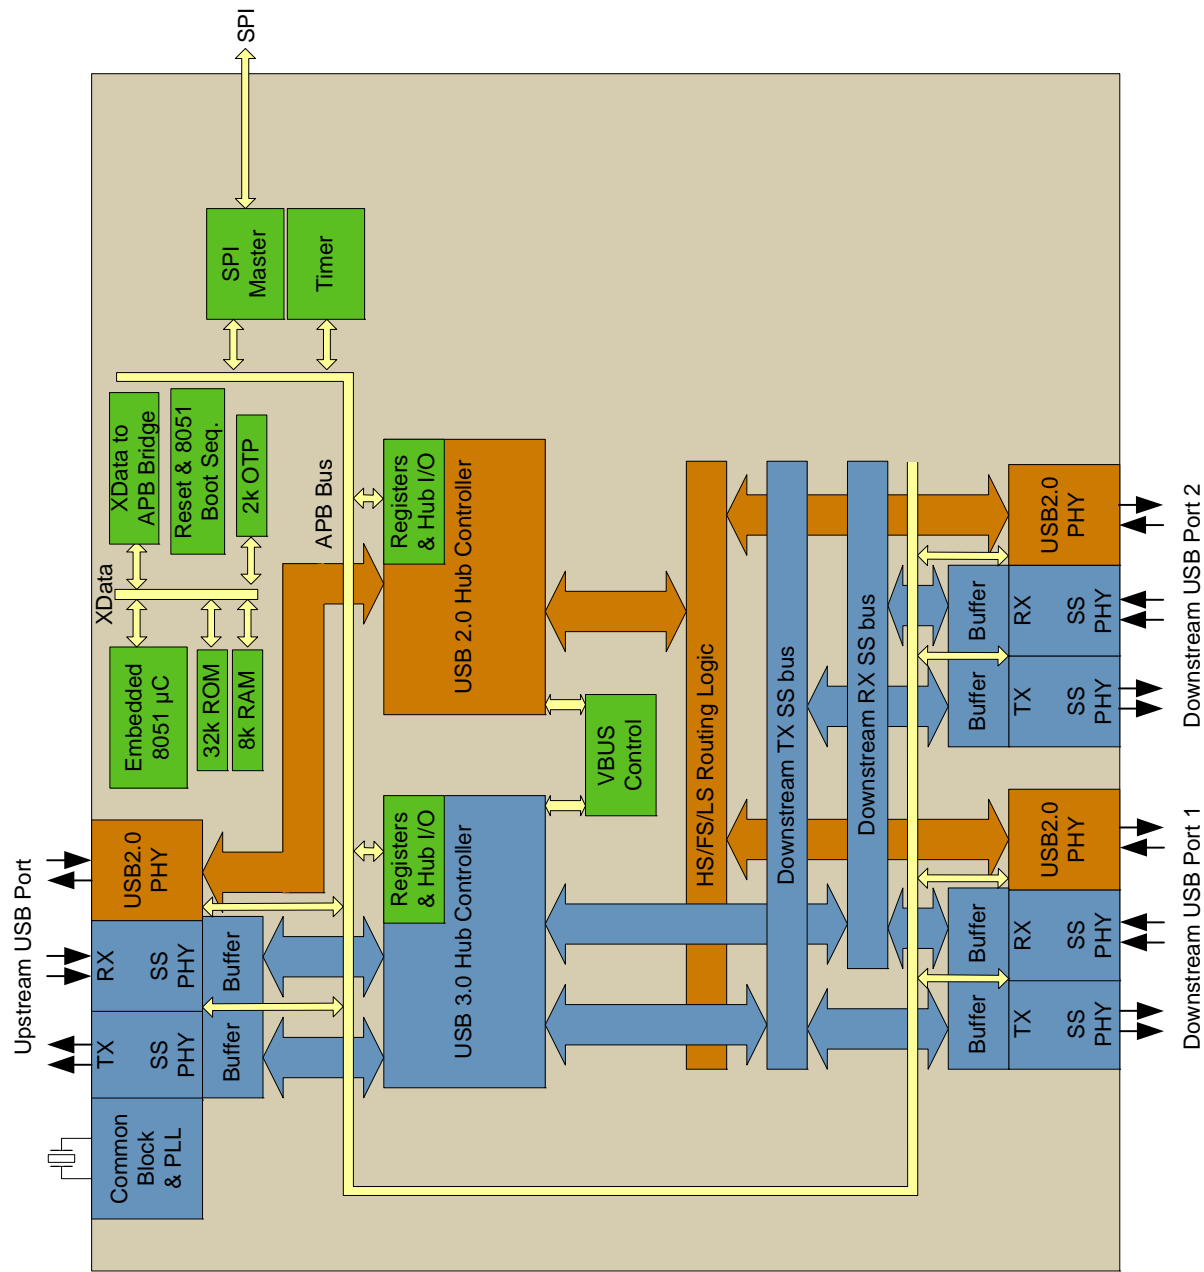 Upstream USB Port
Common
Block
& PLL
TX
SS
PHY
RX
SS
PHY
USB2.0
PHY
Buffer
Buffer
Embedded
8051 µC
32k ROM
8k RAM
XData
XData to
APB Bridge
Reset & 8051
Boot Seq.
2k OTP
SPI
Master
Timer
SPI
APB Bus
Registers
& Hub I/O
USB 3.0 Hub Controller
Registers
& Hub I/O
USB 2.0 Hub Controller
VBUS
Control
HS/FS/LS Routing Logic
Downstream TX SS bus
Downstream RX SS bus
Buffer
TX
SS
PHY
Buffer
RX
SS
PHY
USB2.0
PHY
Buffer
TX
SS
PHY
Buffer
RX
SS
PHY
USB2.0
PHY
Downstream USB Port 1
Downstream USB Port 2